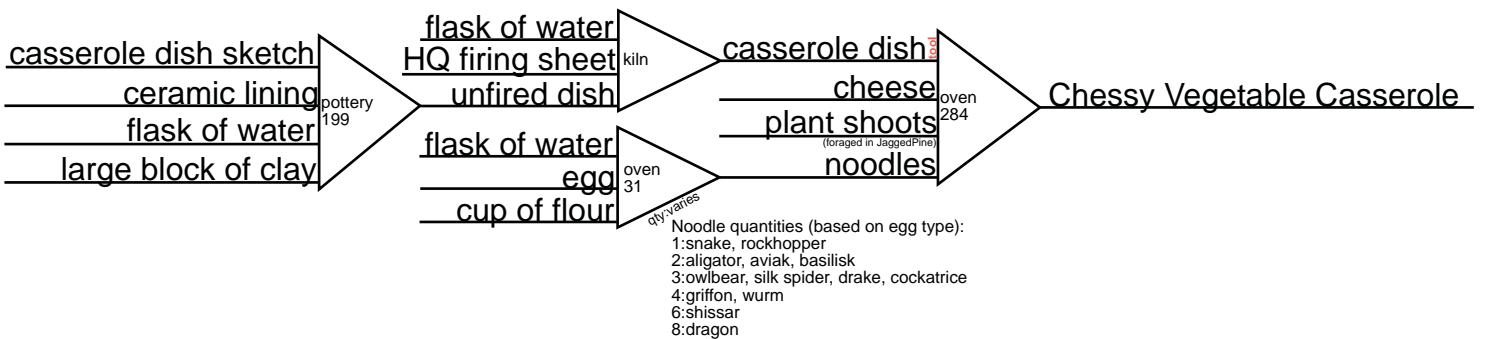 casserole dish sketch
ceramic lining
flask of water
large block of clay
pottery
199
flask of water
HQ firing sheet
unfired dish
kiln
flask of water
egg
cup of flour
oven
31
qty:varies
casserole dish
tool
cheese
plant shoots
(foraged in JaggedPine)
noodles
oven
284
Chessy Vegetable Casserole
Noodle quantities (based on egg type):
1:snake, rockhopper
2:aligator, aviak, basilisk
3:owlbear, silk spider, drake, cockatrice
4:griffon, wurm
6:shissar
8:dragon